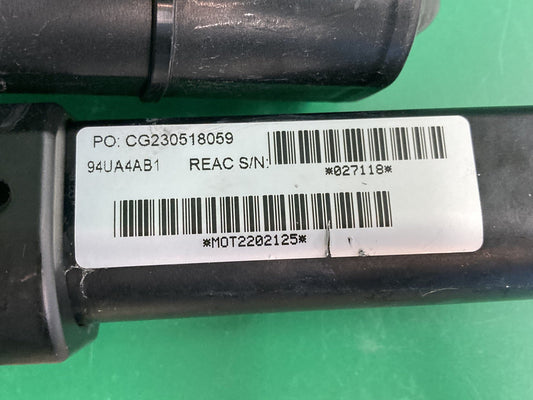 PO: CG230518059
94UA4AB1 REAC S/N:
*027118*
*MOT2202125*